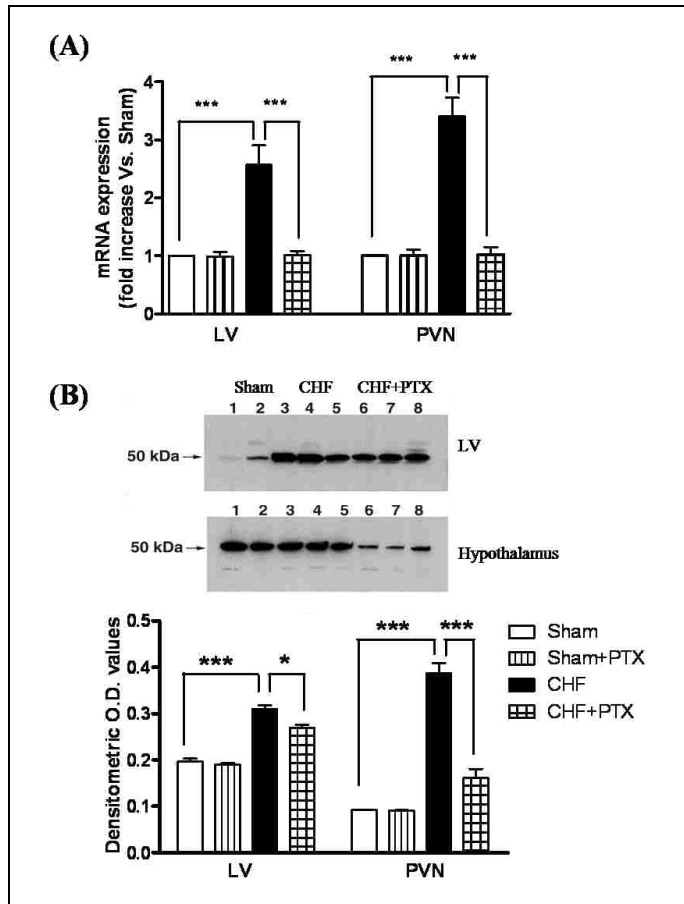 (A)
mRNA expression
(fold increase Vs. Sham)
4
3
2
1
0
*** ***
*** ***
LV PVN
(B)
Sham CHF CHF+PTX
1 2 3 4 5 6 7 8
50 kDa
LV
1 2 3 4 5 6 7 8
50 kDa
Hypothalamus
Densitometric O.D. values
0.5
0.4
0.3
0.2
0.1
0.0
*** *
*** ***
LV PVN
Sham
Sham+PTX
CHF
CHF+PTX